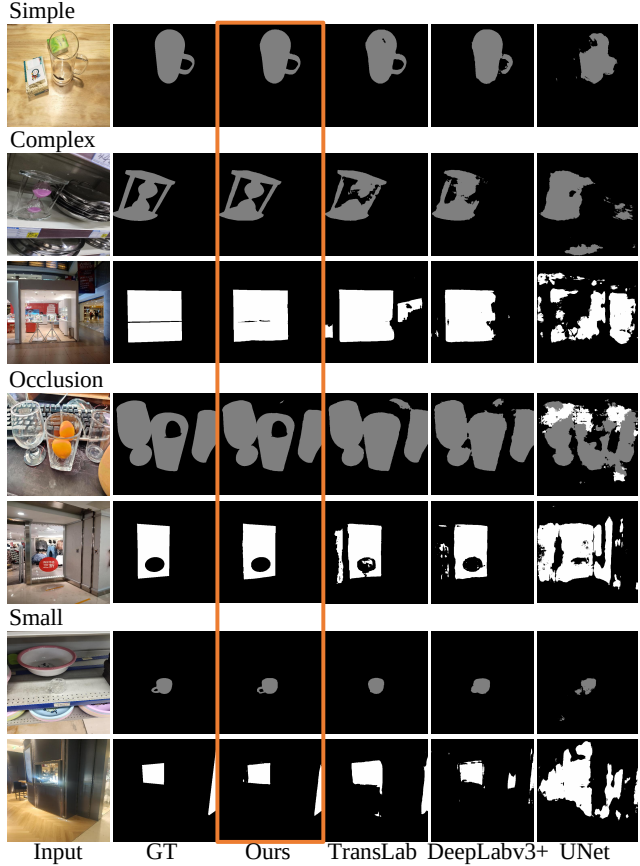 Simple
Complex
Occlusion
Small
Input GT Ours TransLab DeepLabv3+ UNet